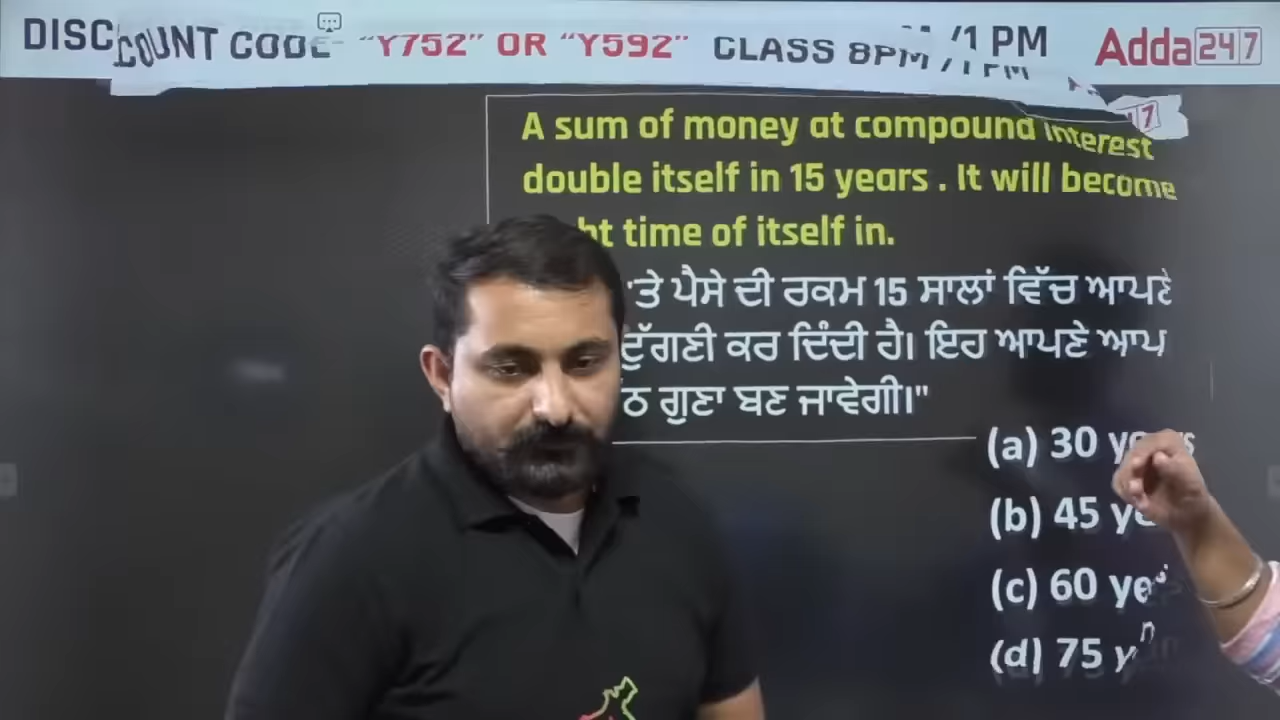 DISCOUNT CODE- "Y752" OR "Y592" CLASS 8PM /1 PM
Adda247
A sum of money at compound interest
double itself in 15 years . It will become
time of itself in.
'ਤੇ ਪੈਸੇ ਦੀ ਰਕਮ 15 ਸਾਲਾਂ ਵਿੱਚ ਆਪਣੇ
ਦੁੱਗਣੀ ਕਰ ਦਿੰਦੀ ਹੈ। ਇਹ ਆਪਣੇ ਆਪ
ਗੁਣਾ ਬਣ ਜਾਵੇਗੀ।"
(a) 30 years
(b) 45
(c) 60
(d) 75